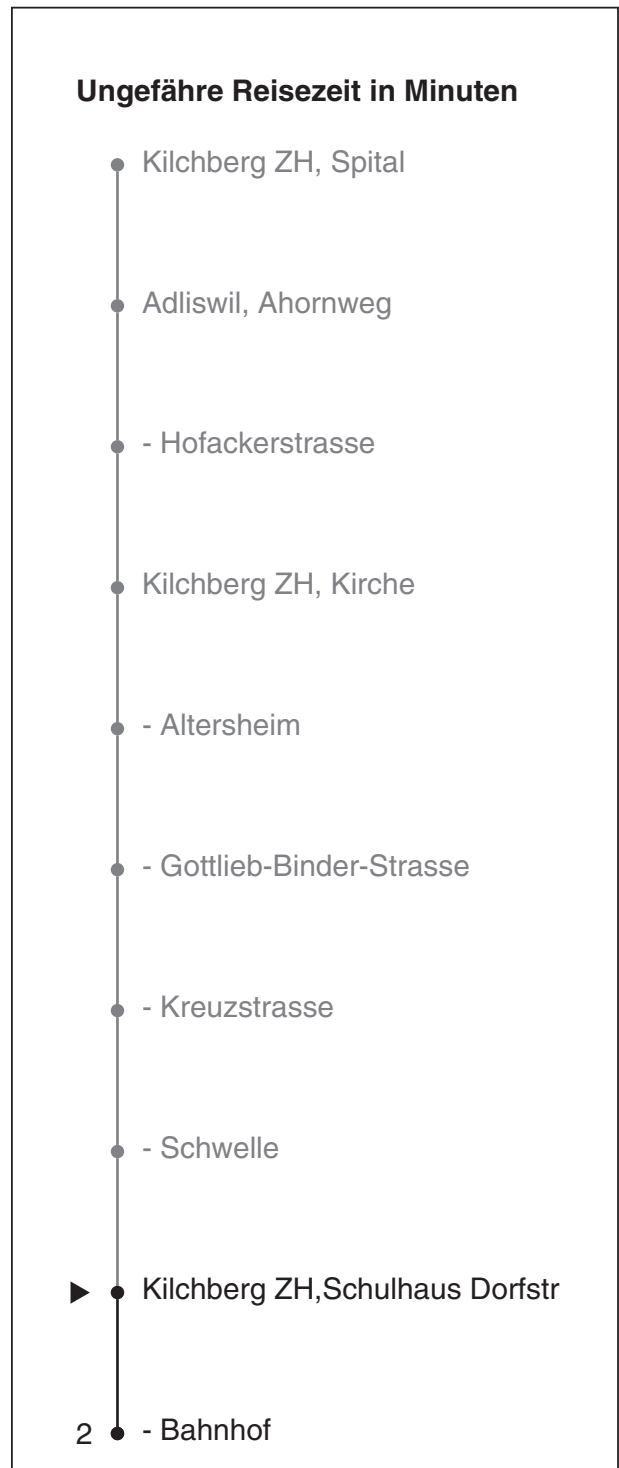 Ungefähre Reisezeit in Minuten
Kilchberg ZH, Spital
Adliswil, Ahornweg
- Hofackerstrasse
Kilchberg ZH, Kirche
- Altersheim
- Gottlieb-Binder-Strasse
- Kreuzstrasse
- Schwelle
Kilchberg ZH,Schulhaus Dorfstr
2 - Bahnhof